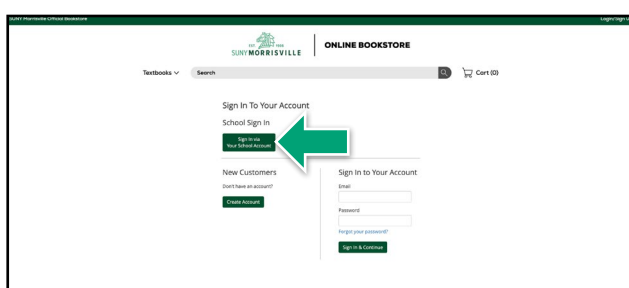 SUNY Morrisville Official Bookstore
Login/Sign U
EST. 1908
SUNY MORRISVILLE
ONLINE BOOKSTORE
Textbooks
Search
Cart (0)
Sign In To Your Account
School Sign In
Sign In via
Your School Account
New Customers
Don't have an account?
Create Account
Sign In to Your Account
Email
Password
Forgot your password?
Sign In & Continue